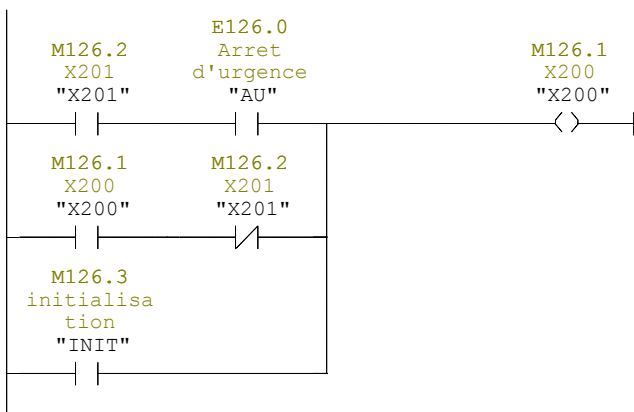 E126.0
M126.2 Arret M126.1
X201 d'urgence X200
"X201" "AU" "X200"
M126.1 M126.2
X200 X201
"X200" "X201"
M126.3
initialisa
tion
"INIT"